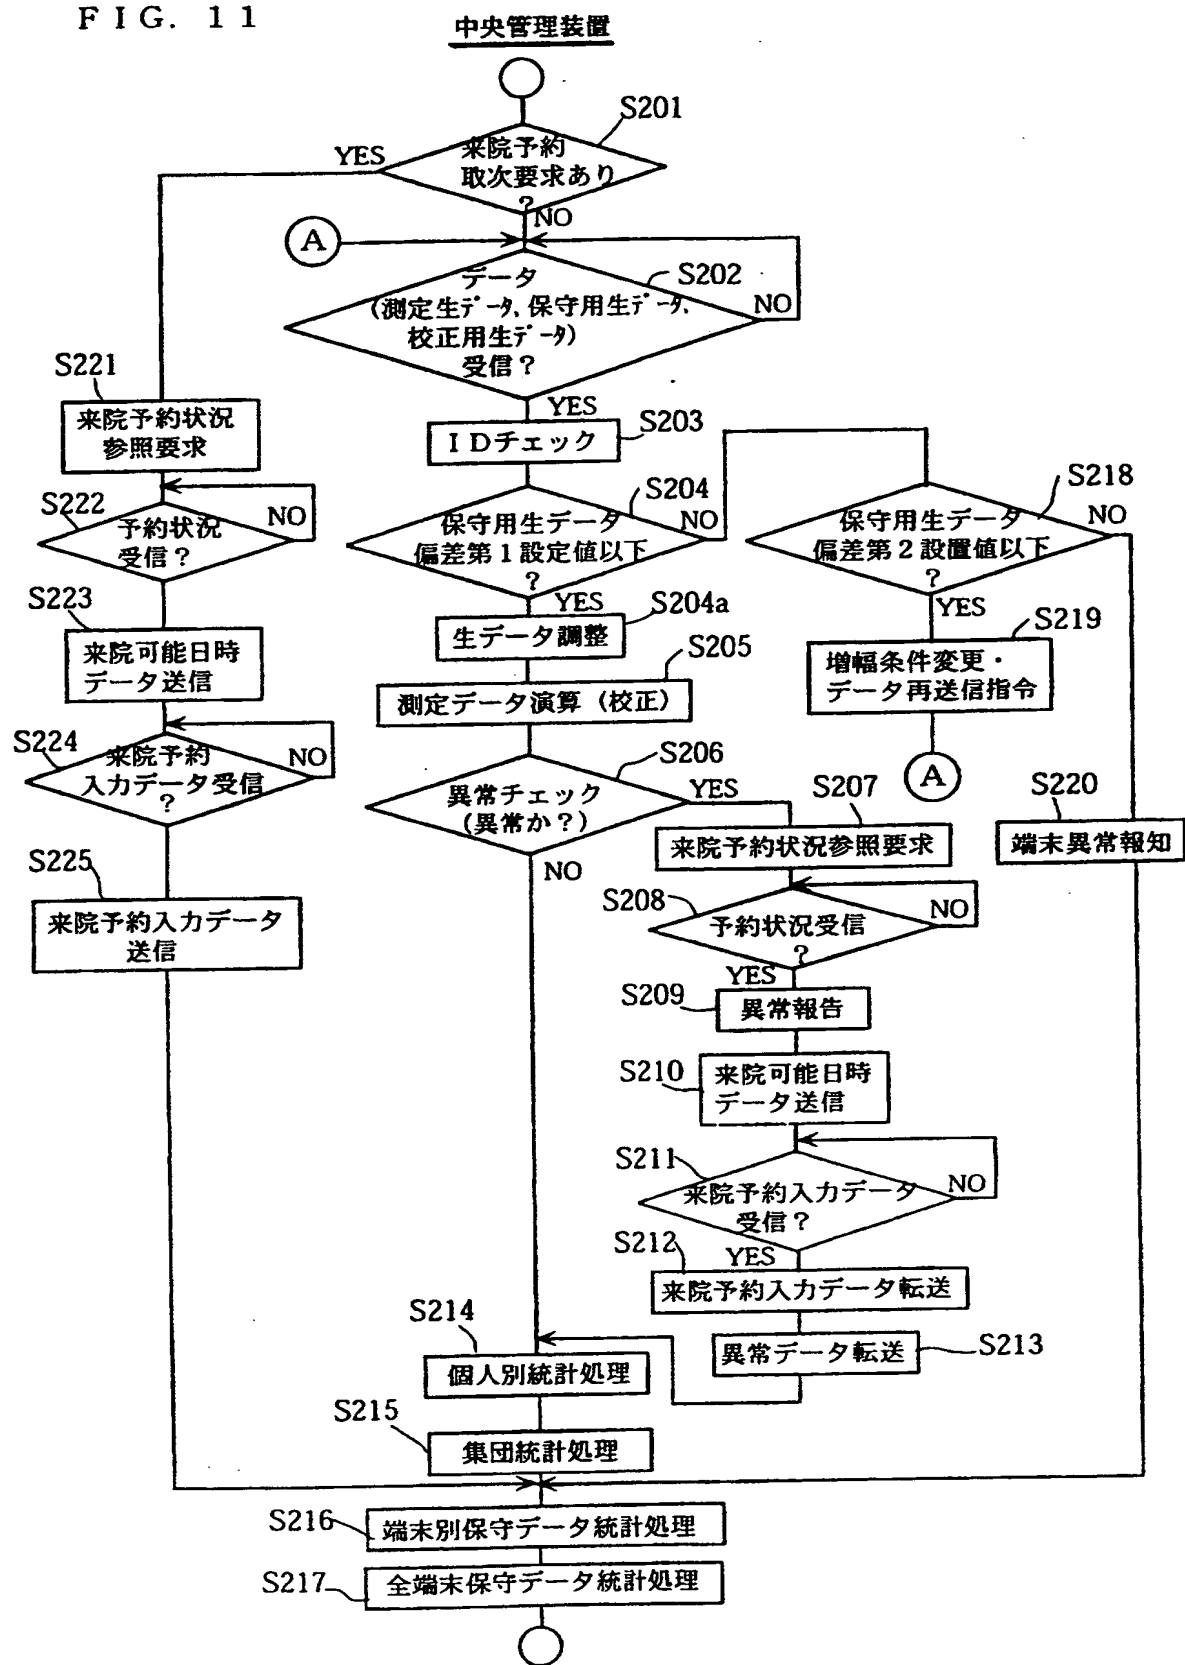 FIG. 11
中央管理装置
S201
来院予約
取次要求あり
?
YES
NO
A
S202
データ
(測定生データ、保守用生データ、
校正用生データ)
受信?
NO
YES
S221
来院予約状況
参照要求
S203
IDチェック
S222
予約状況
受信?
NO
S204
保守用生データ
偏差第1設定値以下
?
NO
YES
S218
保守用生データ
偏差第2設置値以下
?
NO
YES
S223
来院可能日時
データ送信
S204a
生データ調整
S219
増幅条件変更・
データ再送信指令
S205
測定データ演算(校正)
S224
来院予約
入力データ受信
?
NO
S206
異常チェック
(異常か?)
YES
NO
A
S207
来院予約状況参照要求
S220
端末異常報知
S225
来院予約入力データ
送信
S208
予約状況受信
?
NO
YES
S209
異常報告
S210
来院可能日時
データ送信
S211
来院予約入力データ
受信?
NO
YES
S212
来院予約入力データ転送
S213
異常データ転送
S214
個人別統計処理
S215
集団統計処理
S216
端末別保守データ統計処理
S217
全端末保守データ統計処理